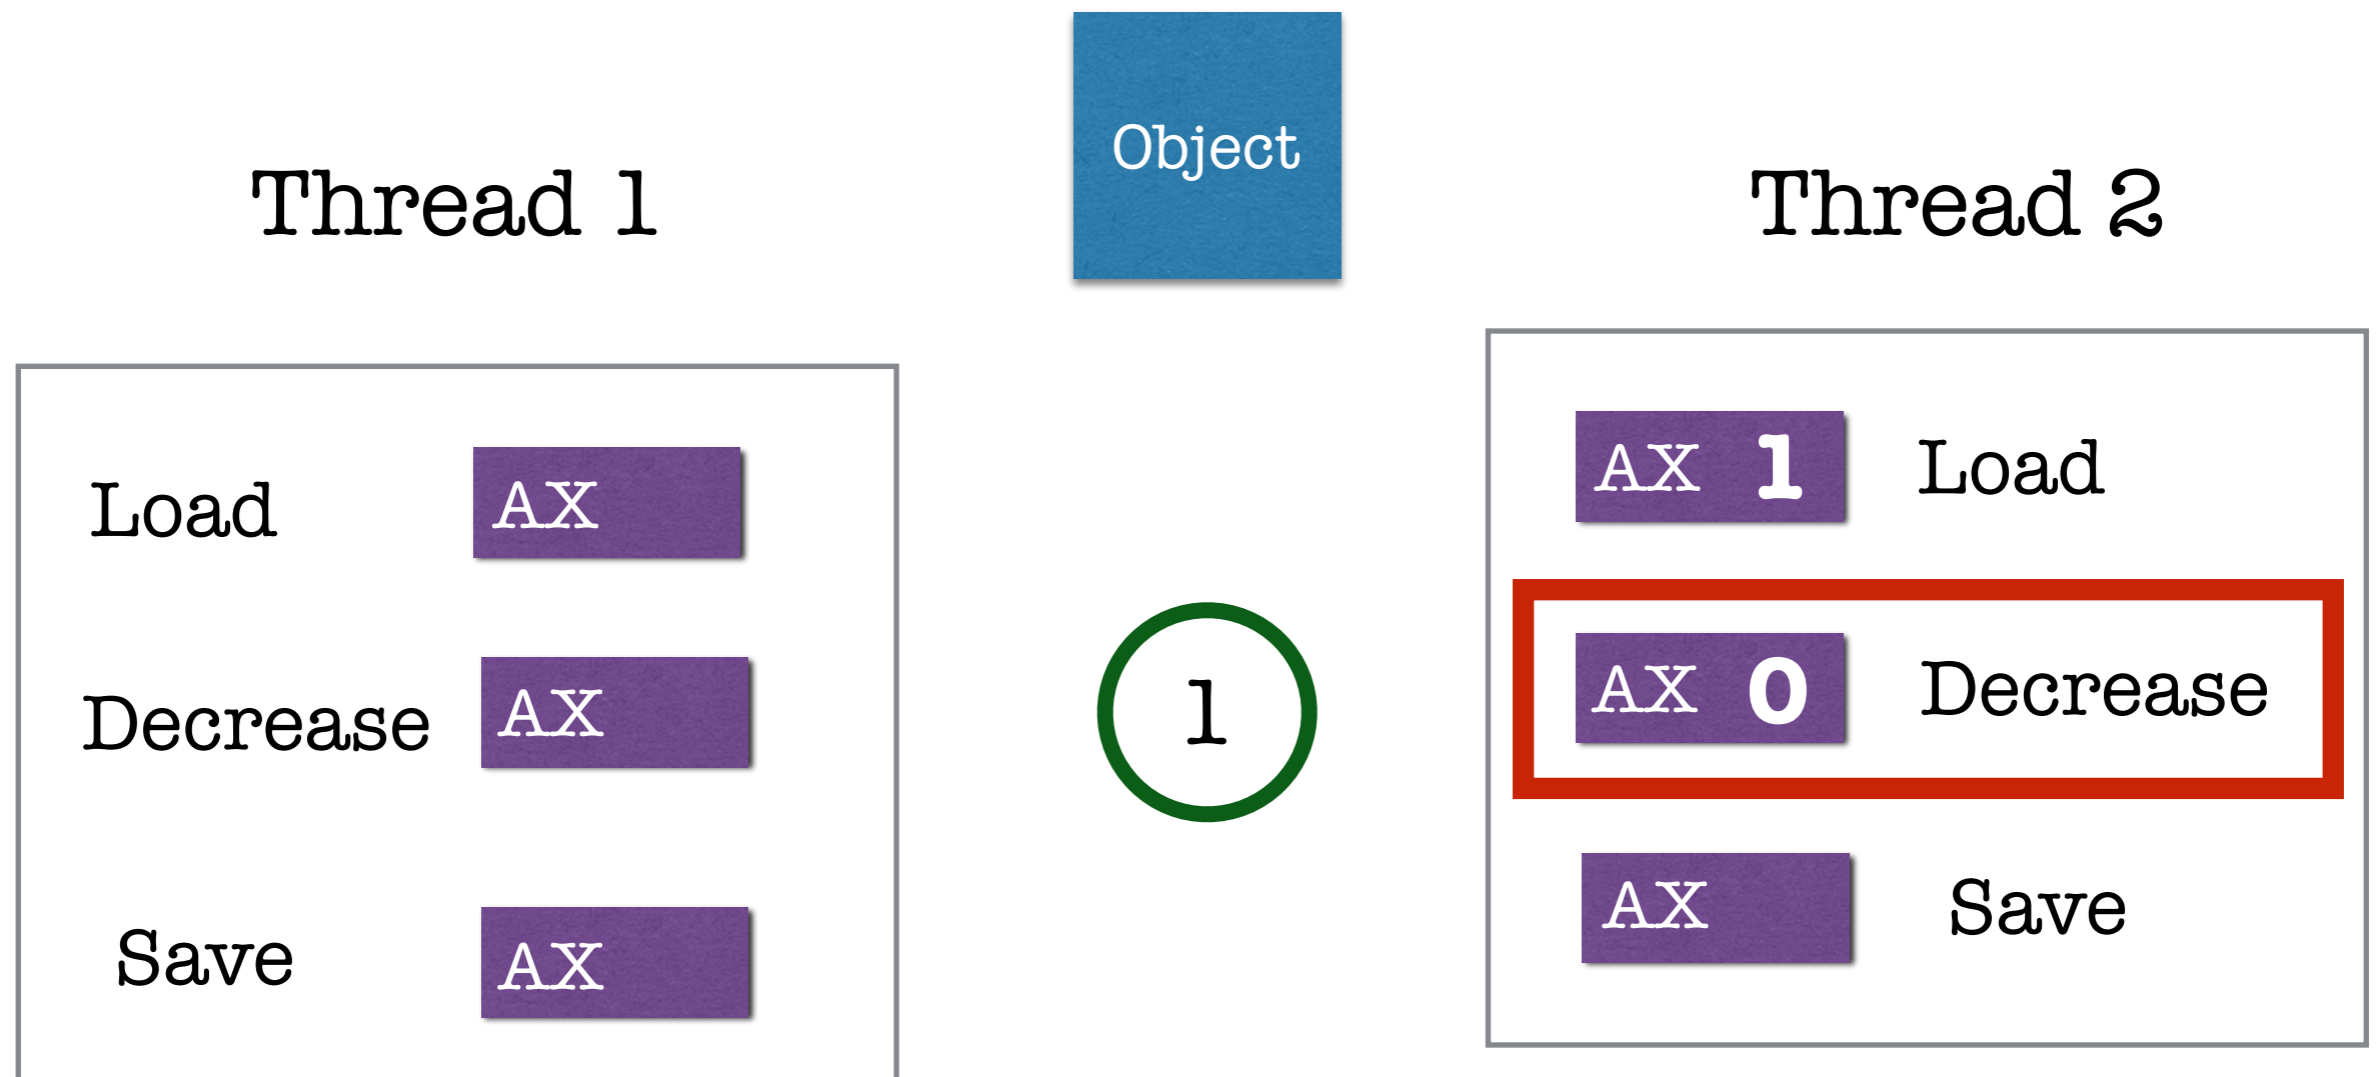 Object
Thread 1
Thread 2
Load AX
Decrease AX
Save AX
1
AX 1 Load
AX 0 Decrease
AX Save